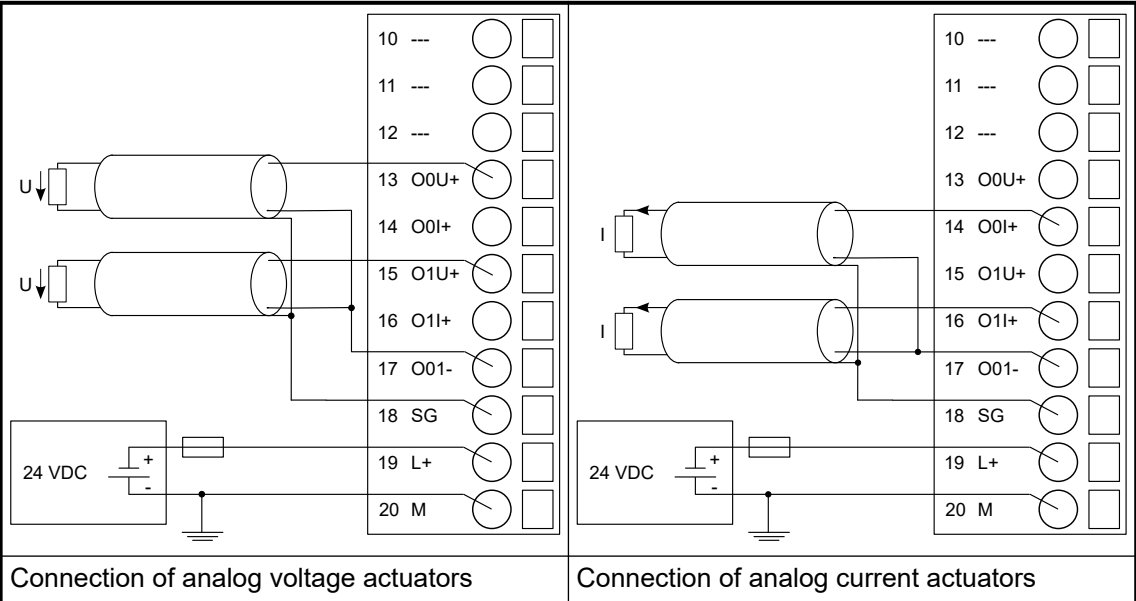 10 ---
11 ---
12 ---
U
13 O0U+
14 O0I+
U
15 O1U+
16 O1I+
17 O01-
18 SG
24 VDC
+
-
19 L+
20 M
Connection of analog voltage actuators
10 ---
11 ---
12 ---
13 O0U+
I
14 O0I+
15 O1U+
I
16 O1I+
17 O01-
18 SG
24 VDC
+
-
19 L+
20 M
Connection of analog current actuators